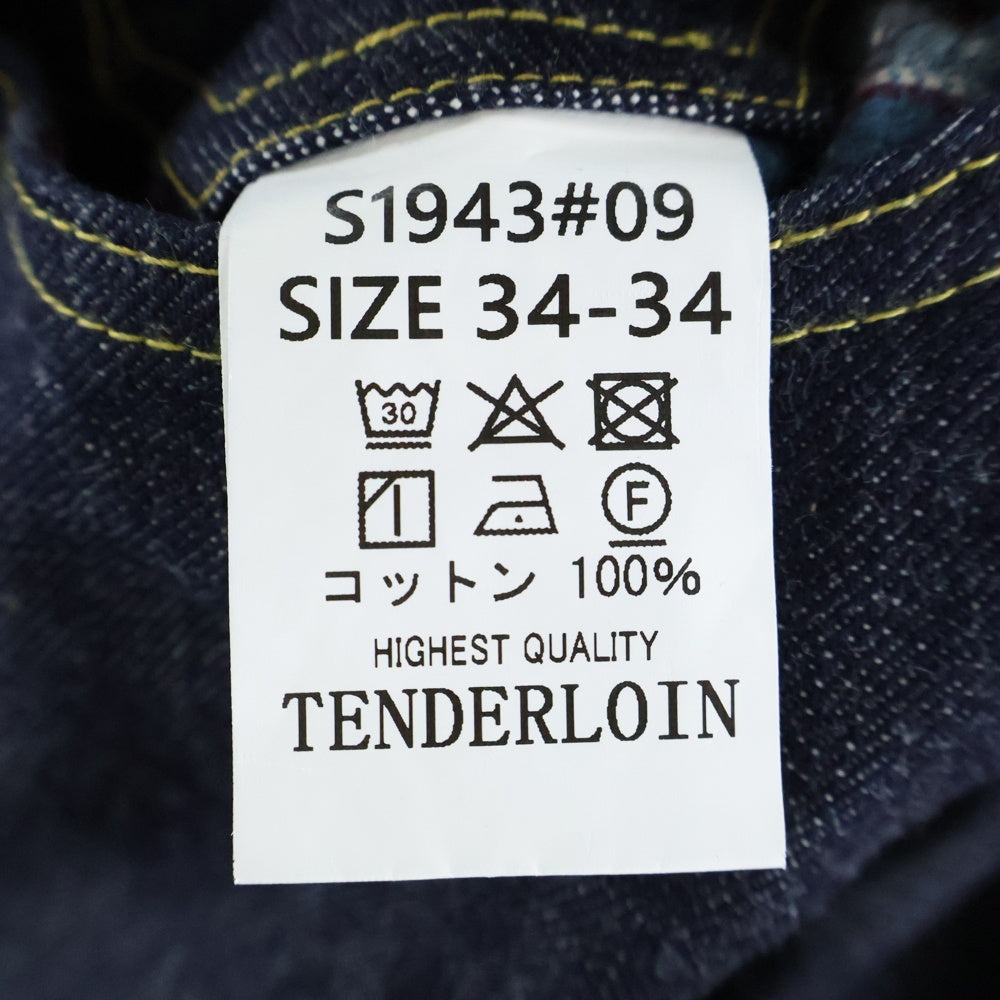 S1943#09
SIZE 34-34
30
F
コットン 100%
HIGHEST QUALITY
TENDERLOIN